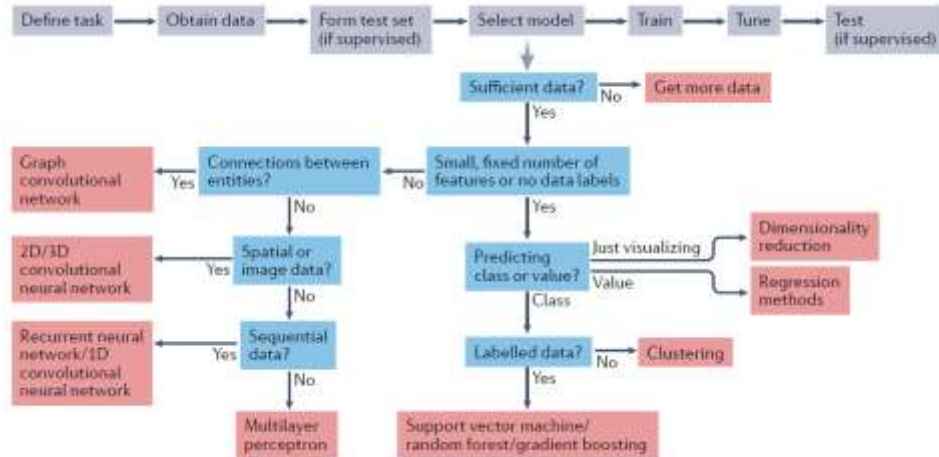 Define task
Obtain data
Form test set
(if supervised)
Select model
Train
Tune
Test
(if supervised)
Sufficient data?
No
Get more data
Yes
Graph
convolutional
network
Yes
Connections between
entities?
No
Small, fixed number of
features or no data labels
No
Yes
2D/3D
convolutional
neural network
Yes
Spatial or
image data?
Predicting
class or value?
Just visualizing
Dimensionality
reduction
Value
Regression
methods
No
Class
Recurrent neural
network/1D
convolutional
neural network
Yes
Sequential
data?
Labelled data?
No
Clustering
No
Yes
Multilayer
perceptron
Support vector machine/
random forest/gradient boosting